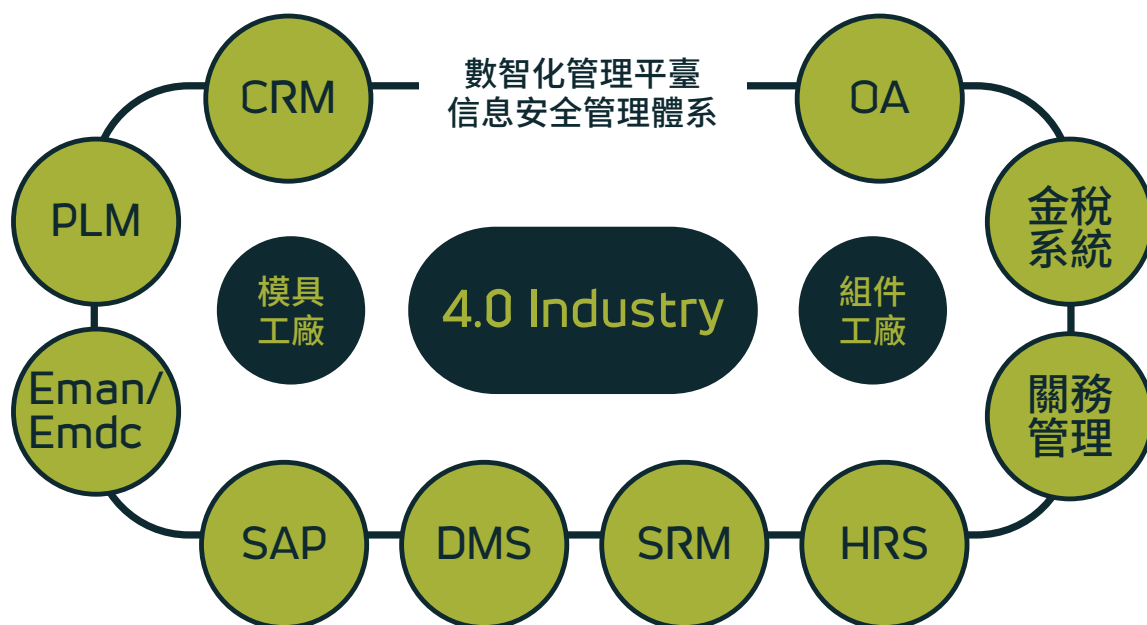 數智化管理平臺
信息安全管理體系
CRM
OA
PLM
金稅
系統
模具
工廠
4.0 Industry
組件
工廠
Eman/
Emdc
關務
管理
SAP
DMS
SRM
HRS